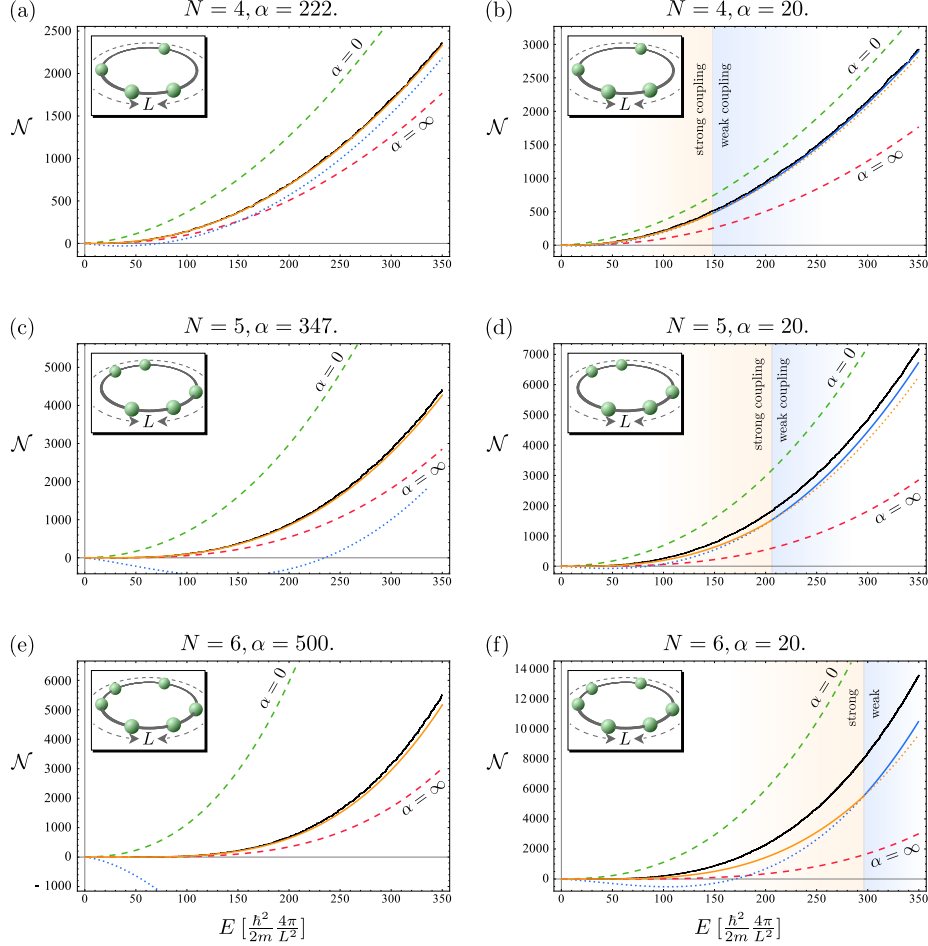 (a) N = 4, α = 222.
2500
2000
1500
1000
500
0
𝒩
L
α = 0
α = ∞
0 50 100 150 200 250 300 350
(b) N = 4, α = 20.
3000
2500
2000
1500
1000
500
0
𝒩
L
strong coupling
weak coupling
α = 0
α = ∞
0 50 100 150 200 250 300 350
(c) N = 5, α = 347.
5000
4000
3000
2000
1000
0
𝒩
L
α = 0
α = ∞
0 50 100 150 200 250 300 350
(d) N = 5, α = 20.
7000
6000
5000
4000
3000
2000
1000
0
𝒩
L
strong coupling
weak coupling
α = 0
α = ∞
0 50 100 150 200 250 300 350
(e) N = 6, α = 500.
6000
5000
4000
3000
2000
1000
0
- 1000
𝒩
L
α = 0
α = ∞
0 50 100 150 200 250 300 350
E [ħ²/2m 4π/L²]
(f) N = 6, α = 20.
14 000
12 000
10 000
8000
6000
4000
2000
0
𝒩
L
strong
weak
α = 0
α = ∞
0 50 100 150 200 250 300 350
E [ħ²/2m 4π/L²]